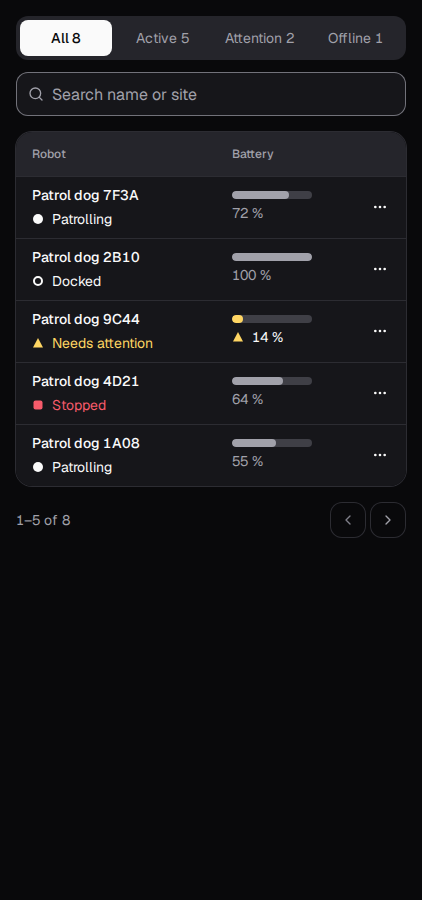 All 8 Active 5 Attention 2 Offline 1
Search name or site
Robot Battery
Patrol dog 7F3A
Patrolling 72 %
Patrol dog 2B10
Docked 100 %
Patrol dog 9C44
Needs attention 14 %
Patrol dog 4D21
Stopped 64 %
Patrol dog 1A08
Patrolling 55 %
1–5 of 8